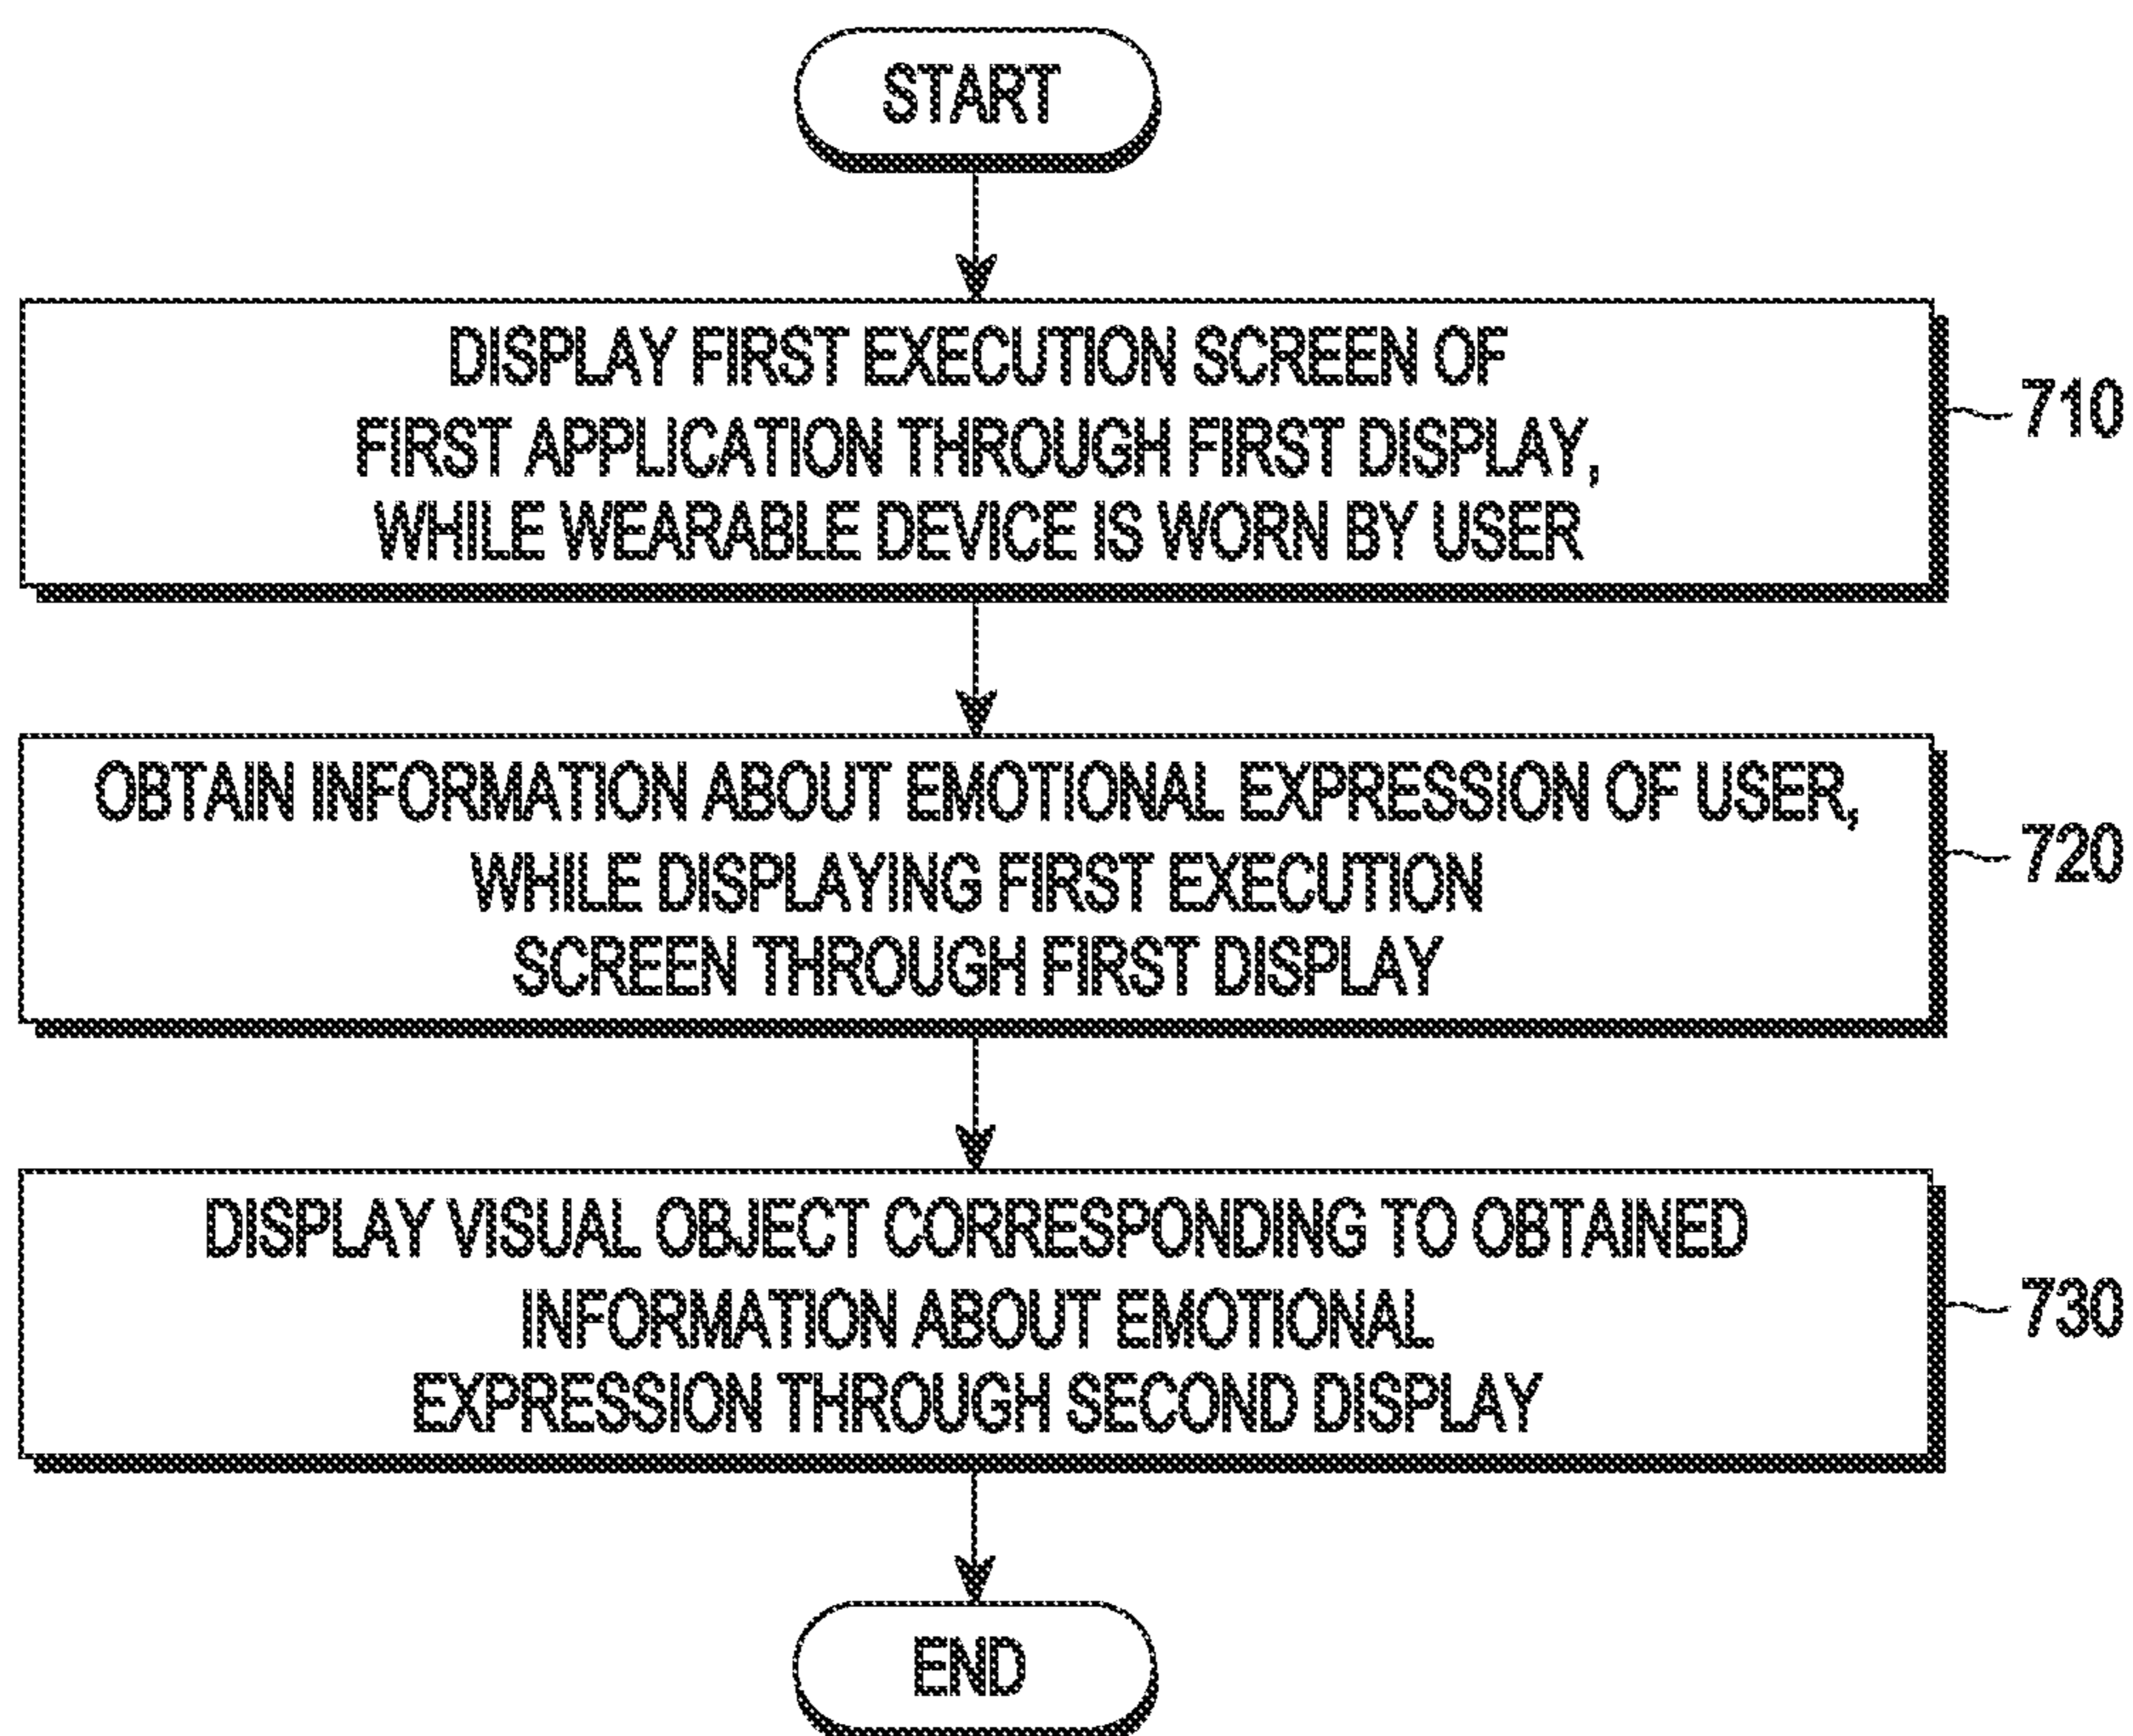 START
DISPLAY FIRST EXECUTION SCREEN OF
FIRST APPLICATION THROUGH FIRST DISPLAY,
WHILE WEARABLE DEVICE IS WORN BY USER
710
OBTAIN INFORMATION ABOUT EMOTIONAL EXPRESSION OF USER,
WHILE DISPLAYING FIRST EXECUTION
SCREEN THROUGH FIRST DISPLAY
720
DISPLAY VISUAL OBJECT CORRESPONDING TO OBTAINED
INFORMATION ABOUT EMOTIONAL
EXPRESSION THROUGH SECOND DISPLAY
730
END